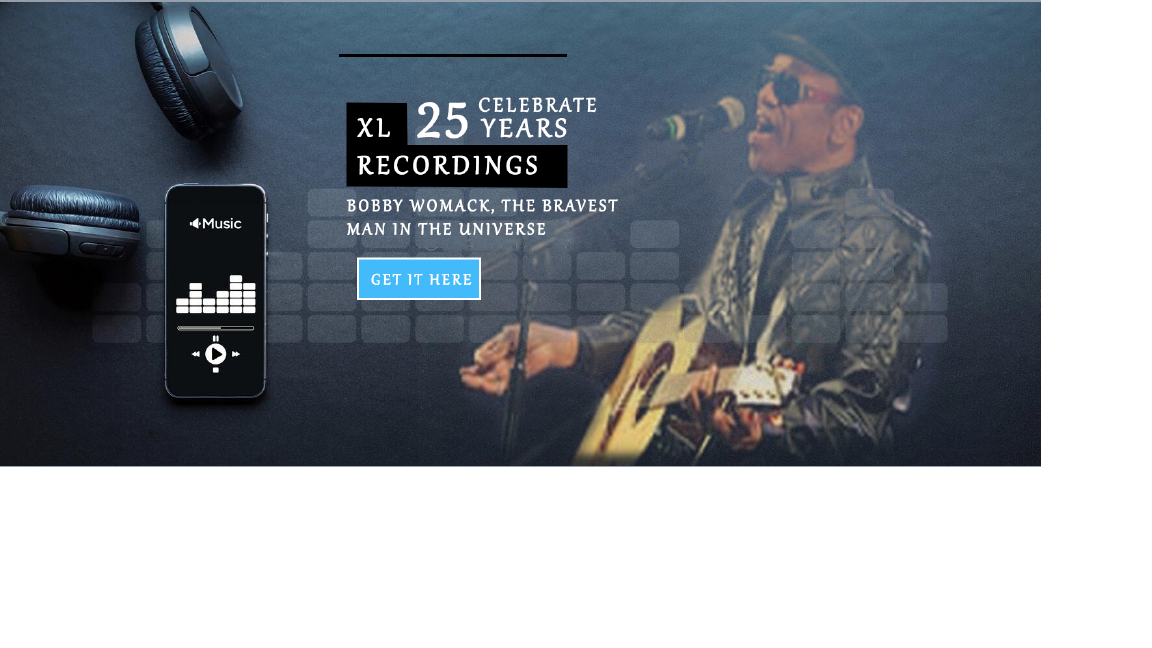 CELEBRATE
XL 25 YEARS
RECORDINGS
BOBBY WOMACK, THE BRAVEST
MAN IN THE UNIVERSE
GET IT HERE
Music